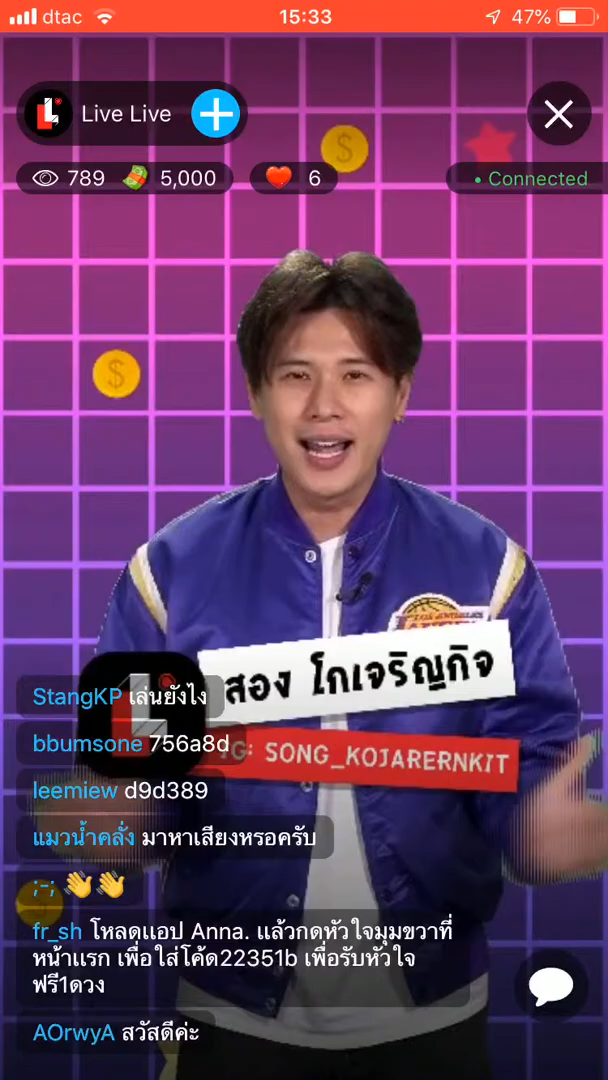 dtac
15:33
47%
Live Live
789
5,000
6
• Connected
สอง โกเจริญกิจ
IG: SONG_KOJARERNKIT
StangKP เล่นยังไง
bbumsone 756a8d
leemiew d9d389
แมวน้ำคลั่ง มาหาเสียงหรอครับ
;-; 👋👋
fr_sh โหลดแอป Anna. แล้วกดหัวใจมุมขวาที่
หน้าแรก เพื่อใส่โค้ด22351b เพื่อรับหัวใจ
ฟรี1ดวง
AOrwyA สวัสดีค่ะ